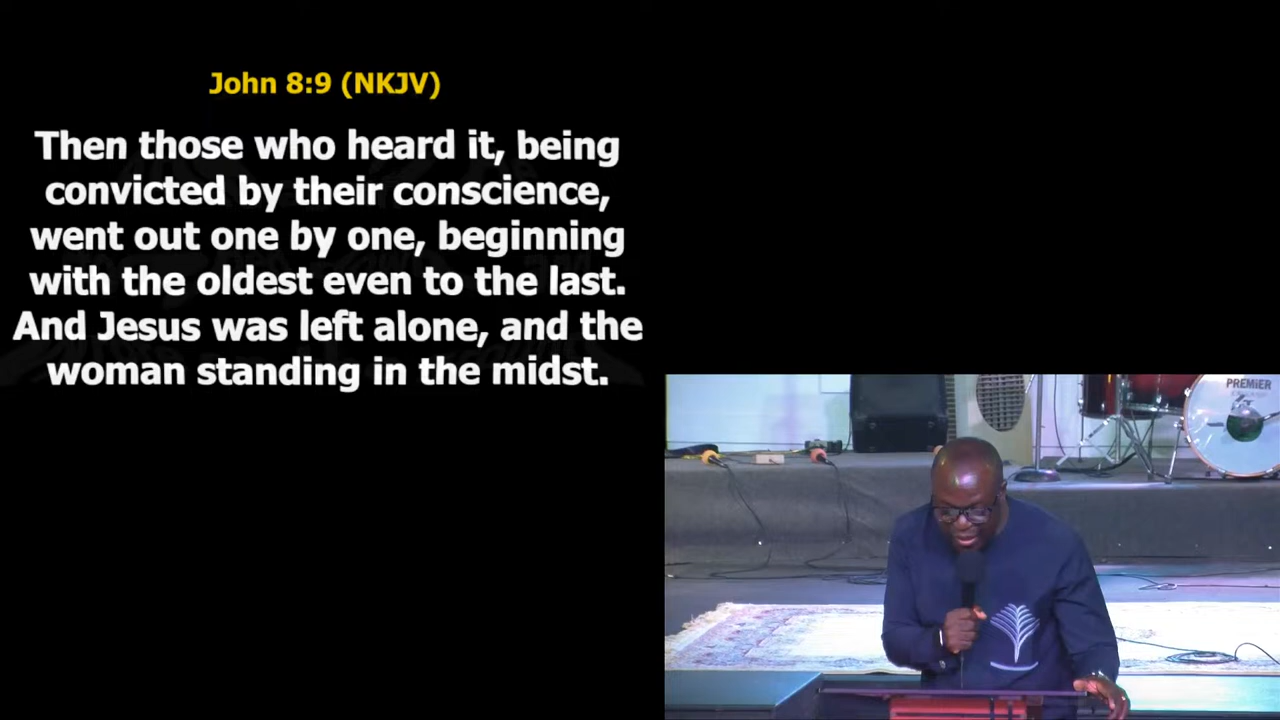 John 8:9 (NKJV)
Then those who heard it, being
convicted by their conscience,
went out one by one, beginning
with the oldest even to the last.
And Jesus was left alone, and the
woman standing in the midst.
PREMIER